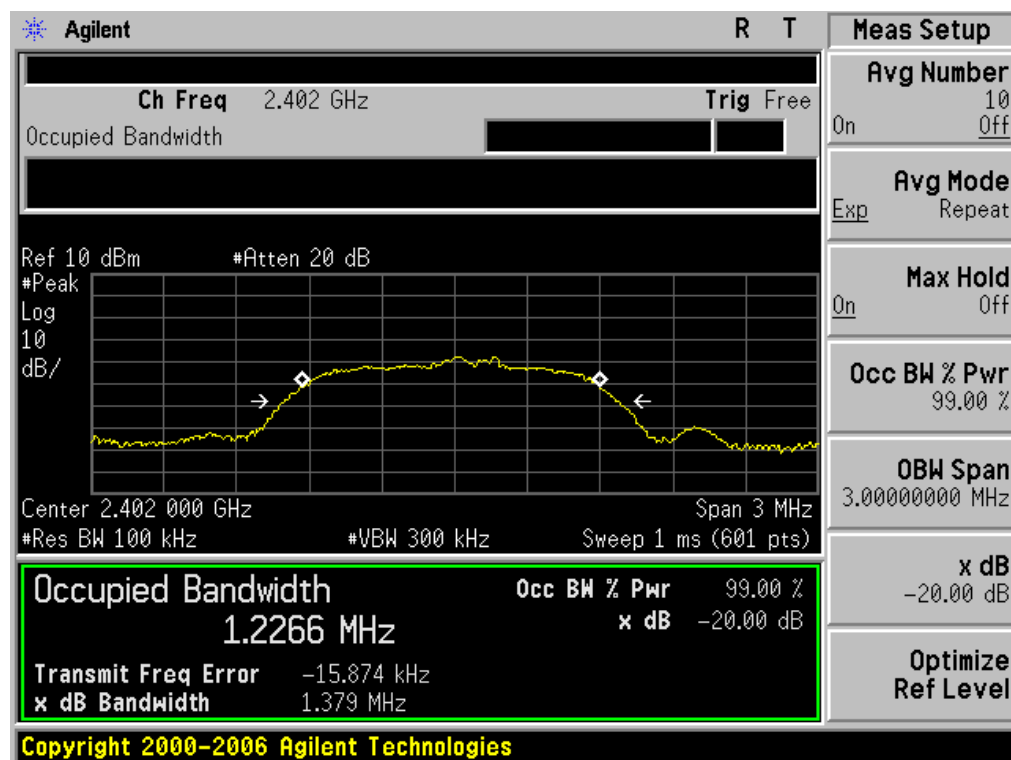 Agilent R T
Ch Freq 2.402 GHz Trig Free
Occupied Bandwidth
Ref 10 dBm #Atten 20 dB
#Peak
Log
10
dB/
Center 2.402 000 GHz Span 3 MHz
#Res BW 100 kHz #VBW 300 kHz Sweep 1 ms (601 pts)
Occupied Bandwidth Occ BW % Pwr 99.00 %
1.2266 MHz x dB -20.00 dB
Transmit Freq Error -15.874 kHz
x dB Bandwidth 1.379 MHz
Meas Setup
Avg Number
10
On Off
Avg Mode
Exp Repeat
Max Hold
On Off
Occ BW % Pwr
99.00 %
OBW Span
3.00000000 MHz
x dB
-20.00 dB
Optimize
Ref Level
Copyright 2000-2006 Agilent Technologies